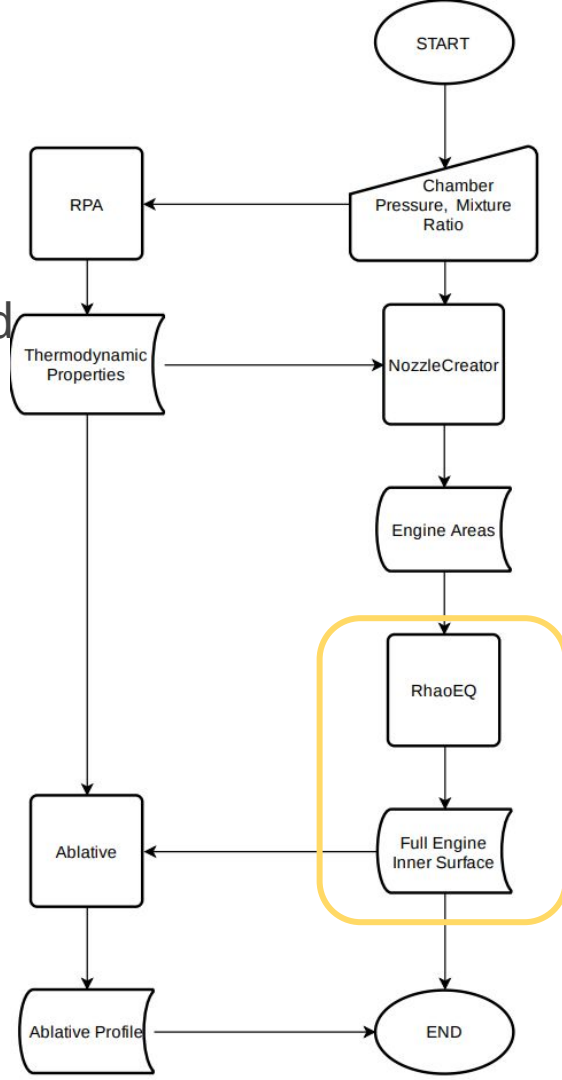 START
Chamber
Pressure, Mixture
Ratio
RPA
d
Thermodynamic
Properties
NozzleCreator
Engine Areas
RhaoEQ
Full Engine
Inner Surface
Ablative
Ablative Profile
END